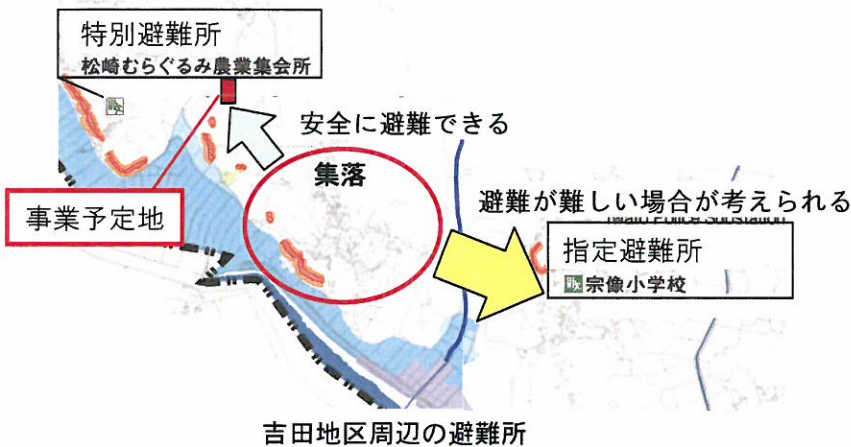 特別避難所
松崎むらぐるみ農業集会所
安全に避難できる
集落
避難が難しい場合が考えられる
事業予定地
指定避難所
宗像小学校
吉田地区周辺の避難所